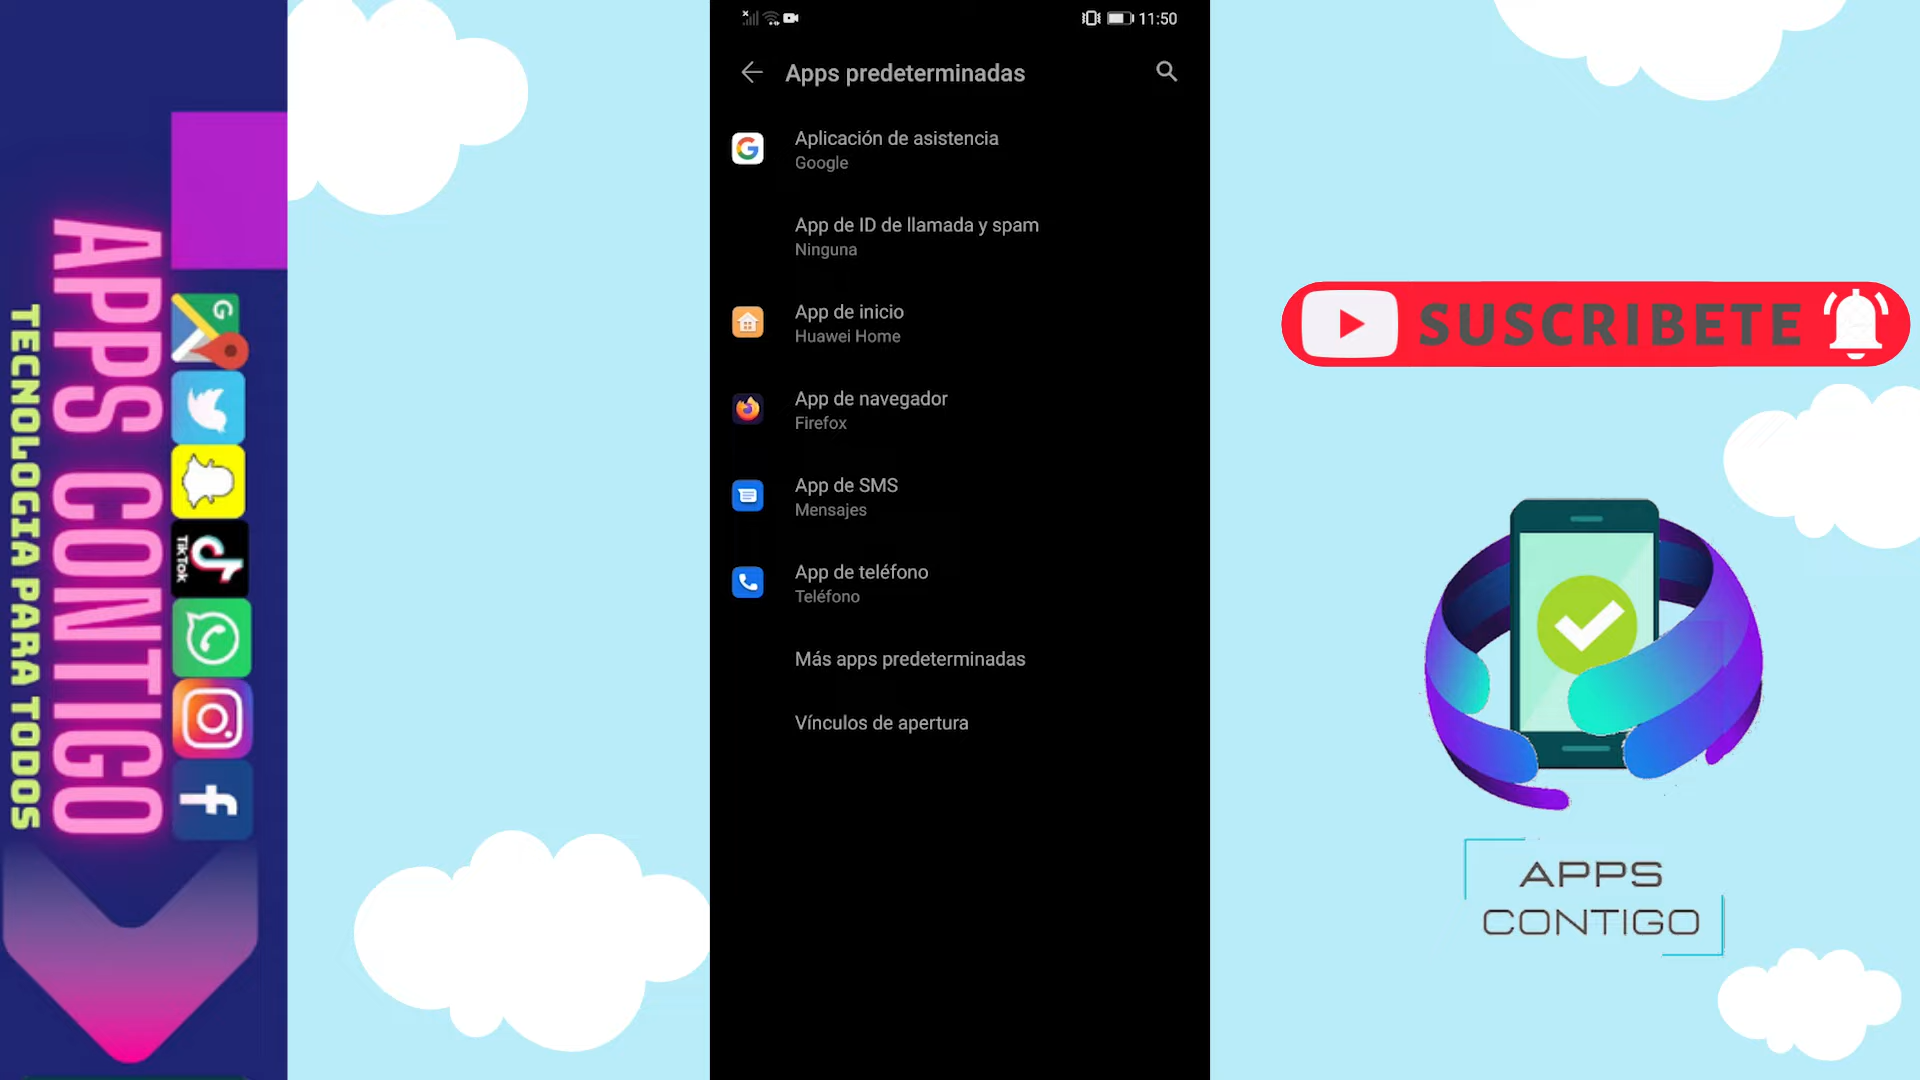 APPS CONTIGO
TECNOLOGIA PARA TODOS
G
TikTok
11:50
Apps predeterminadas
Aplicación de asistencia
Google
App de ID de llamada y spam
Ninguna
App de inicio
Huawei Home
App de navegador
Firefox
App de SMS
Mensajes
App de teléfono
Teléfono
Más apps predeterminadas
Vínculos de apertura
SUSCRIBETE
APPS
CONTIGO